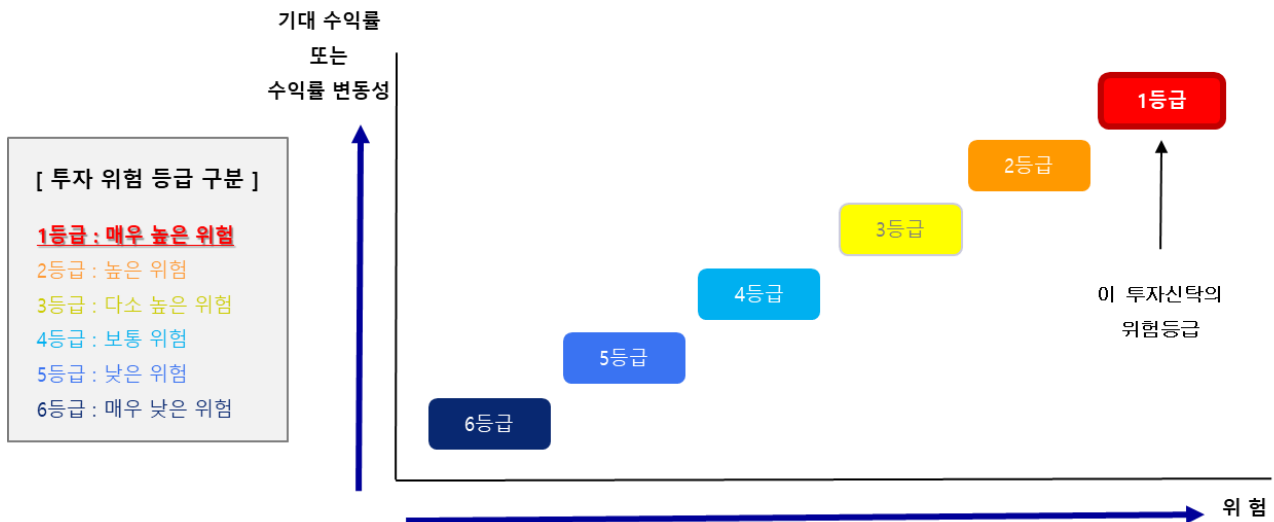 기대 수익률
또는
수익률 변동성
[ 투자 위험 등급 구분 ]
1등급 : 매우 높은 위험
2등급 : 높은 위험
3등급 : 다소 높은 위험
4등급 : 보통 위험
5등급 : 낮은 위험
6등급 : 매우 낮은 위험
1등급
2등급
3등급
4등급
5등급
6등급
이 투자신탁의
위험등급
위 험